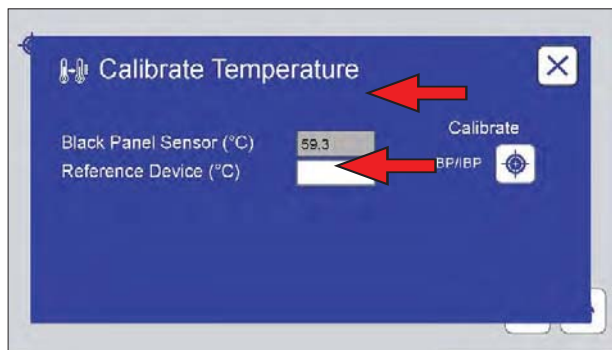 Calibrate Temperature
Black Panel Sensor (°C) 59.3
Reference Device (°C)
Calibrate
BP/IBP